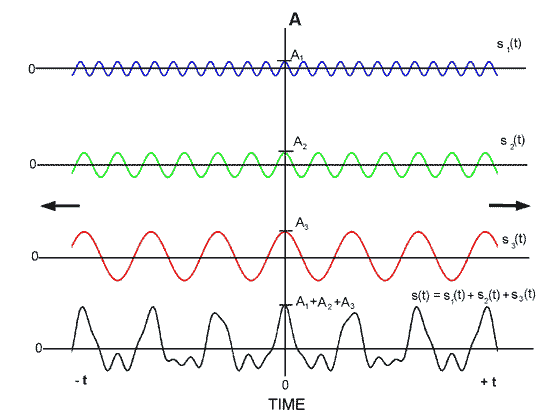 A
A1
s1(t)
0
A2
s2(t)
0
A3
s3(t)
0
A1+A2+A3
s(t) = s1(t) + s2(t) + s3(t)
0
- t
0
+ t
TIME